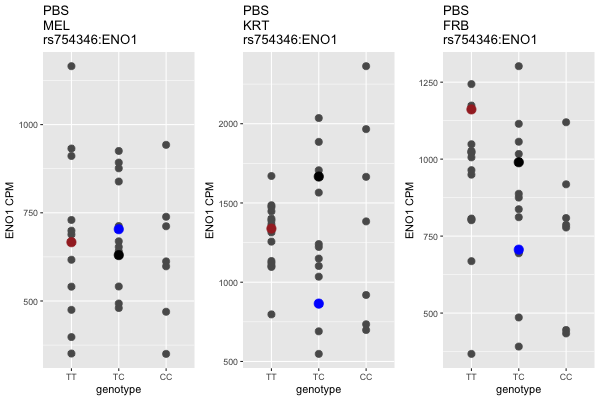 PBS
MEL
rs754346:ENO1
ENO1 CPM
1000
750
500
TT
TC
CC
genotype
PBS
KRT
rs754346:ENO1
ENO1 CPM
2000
1500
1000
500
TT
TC
CC
genotype
PBS
FRB
rs754346:ENO1
ENO1 CPM
1250
1000
750
500
TT
TC
CC
genotype